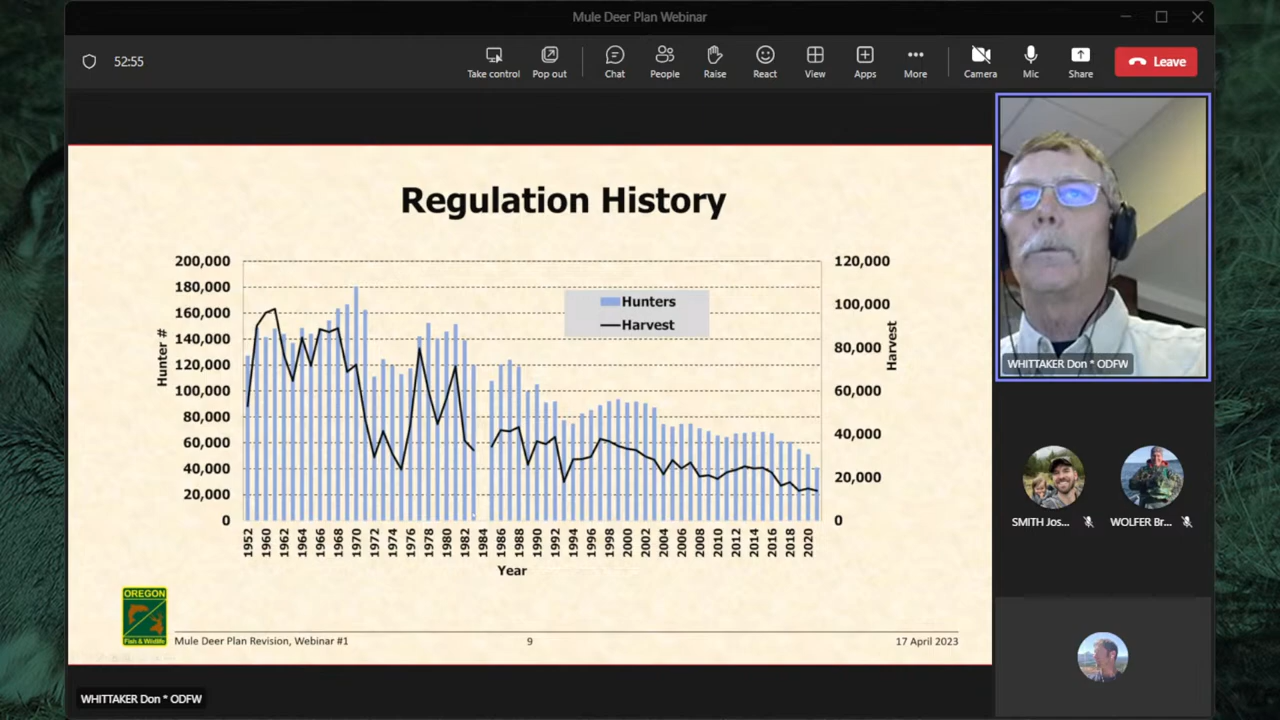 Mule Deer Plan Webinar
52:55
Take control
Pop out
Chat
People
Raise
React
View
Apps
More
Camera
Mic
Share
Leave
Regulation History
200,000
180,000
160,000
140,000
120,000
100,000
80,000
60,000
40,000
20,000
0
Hunter #
Hunters
Harvest
120,000
100,000
80,000
60,000
40,000
20,000
0
Harvest
1952 1960 1962 1964 1966 1968 1970 1972 1974 1976 1978 1980 1982 1984 1986 1988 1990 1992 1994 1996 1998 2000 2002 2004 2006 2008 2010 2012 2014 2016 2018 2020
Year
OREGON
Fish & Wildlife
Mule Deer Plan Revision, Webinar #1
9
17 April 2023
WHITTAKER Don * ODFW
WHITTAKER Don * ODFW
SMITH Jos...
WOLFER Br...